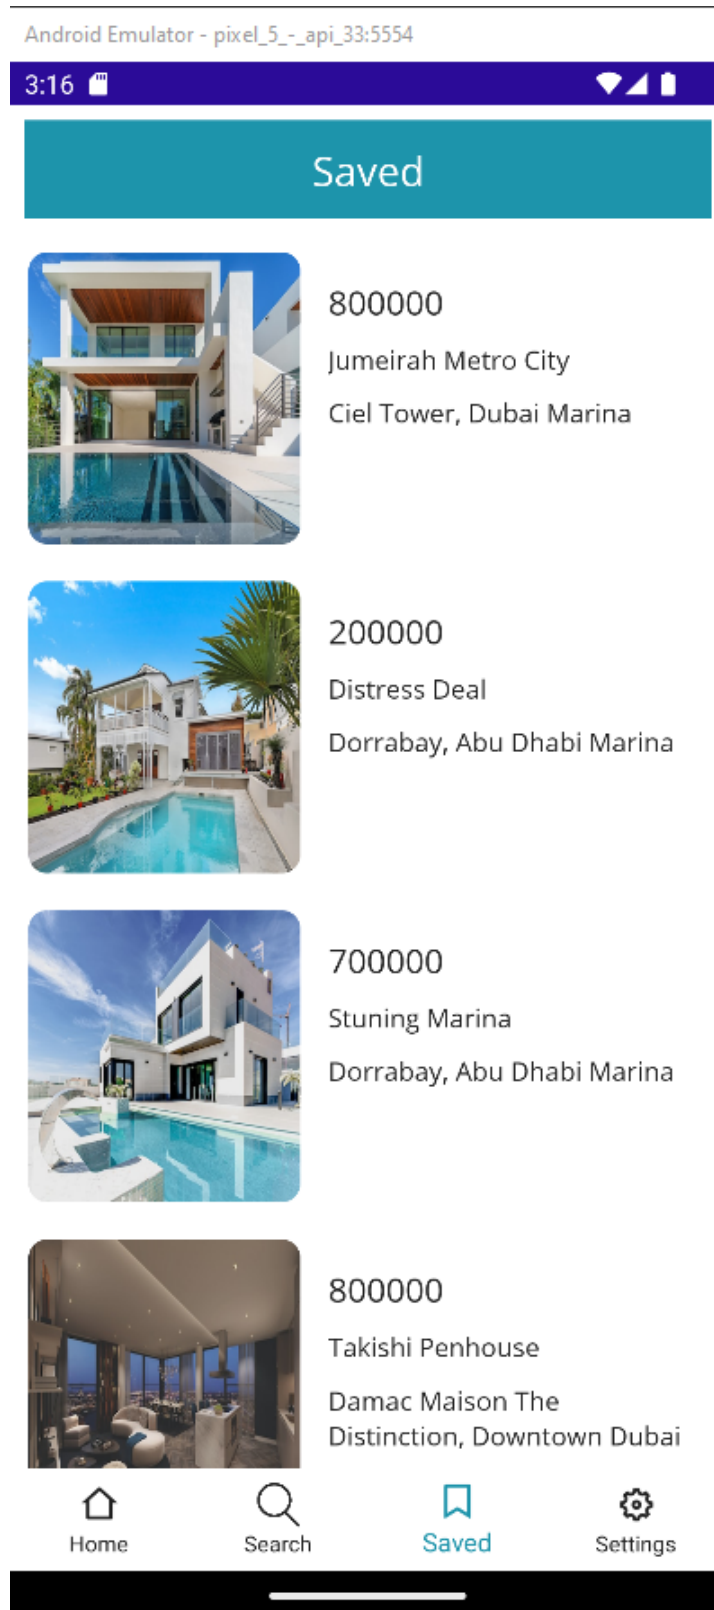 Android Emulator - pixel_5_-_api_33:5554
3:16
Saved
800000
Jumeirah Metro City
Ciel Tower, Dubai Marina
200000
Distress Deal
Dorrabay, Abu Dhabi Marina
700000
Stuning Marina
Dorrabay, Abu Dhabi Marina
800000
Takishi Penhouse
Damac Maison The
Distinction, Downtown Dubai
Home
Search
Saved
Settings